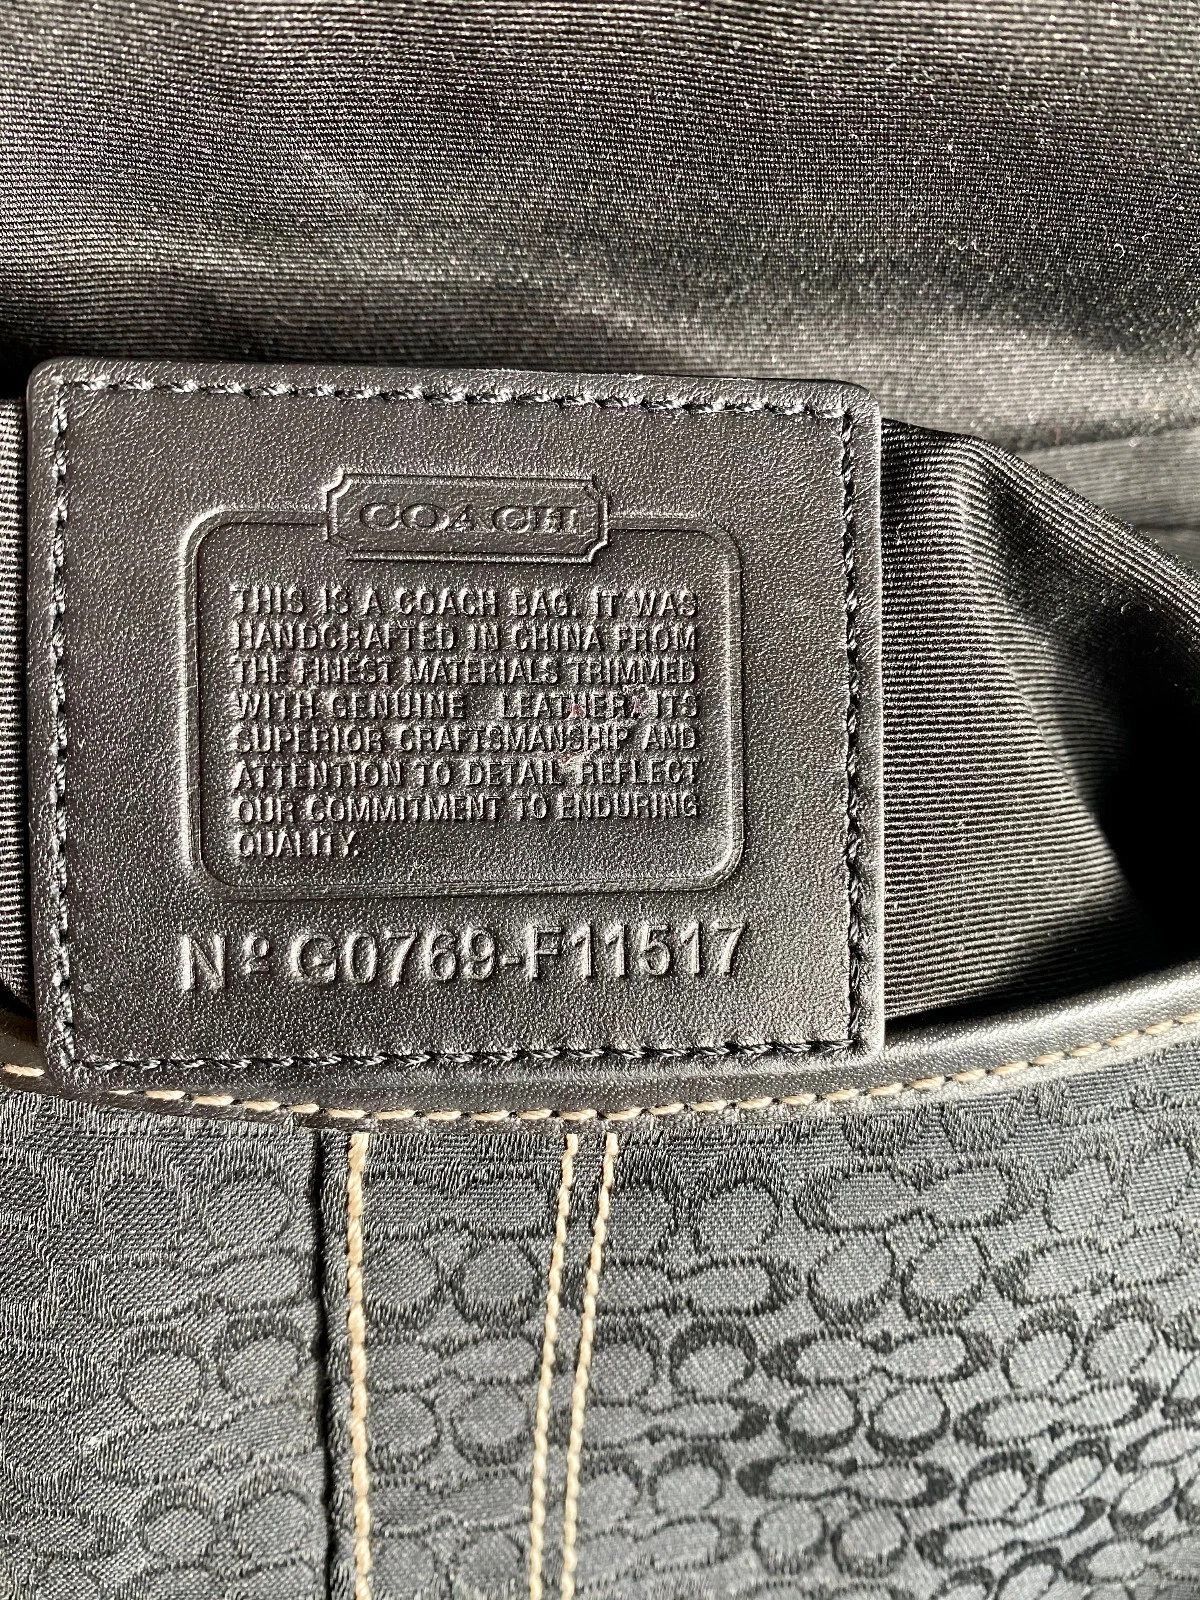 COACH
THIS IS A COACH BAG. IT WAS
HANDCRAFTED IN CHINA FROM
THE FINEST MATERIALS TRIMMED
WITH GENUINE LEATHER. ITS
SUPERIOR CRAFTSMANSHIP AND
ATTENTION TO DETAIL REFLECT
OUR COMMITMENT TO ENDURING
QUALITY.
Nº G0769-F11517